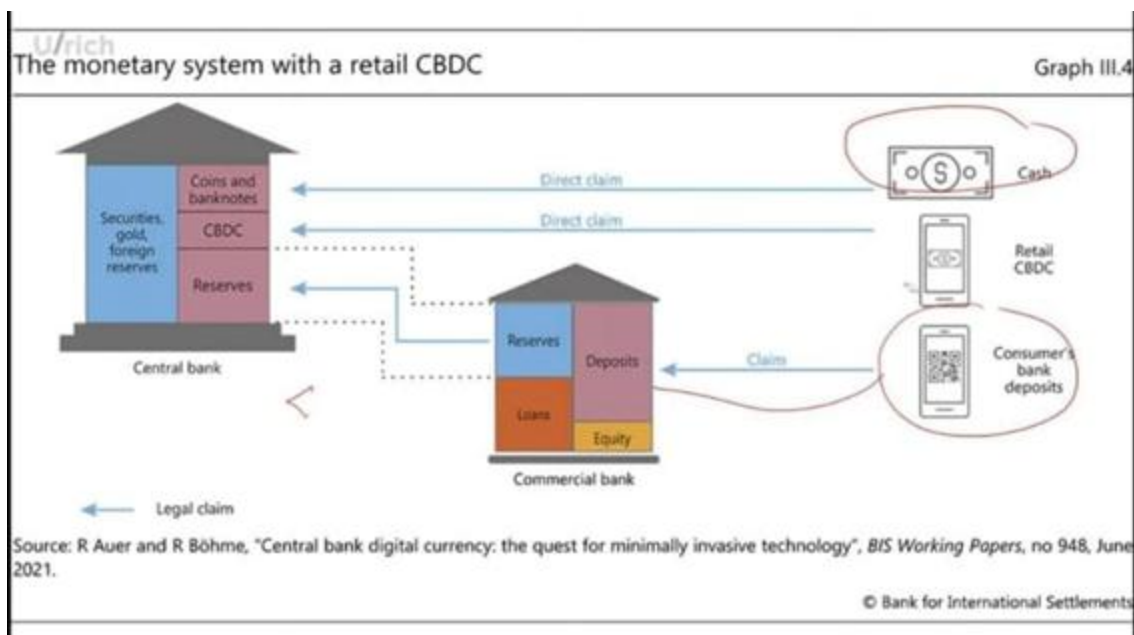 U/rich
The monetary system with a retail CBDC
Graph III.4
Coins and
banknotes
Securities,
gold,
foreign
reserves
CBDC
Reserves
Central bank
Direct claim
Direct claim
Cash
Retail
CBDC
Reserves
Deposits
Loans
Equity
Commercial bank
Claim
Consumer's
bank
deposits
Legal claim
Source: R Auer and R Böhme, "Central bank digital currency: the quest for minimally invasive technology", BIS Working Papers, no 948, June
2021.
© Bank for International Settlements